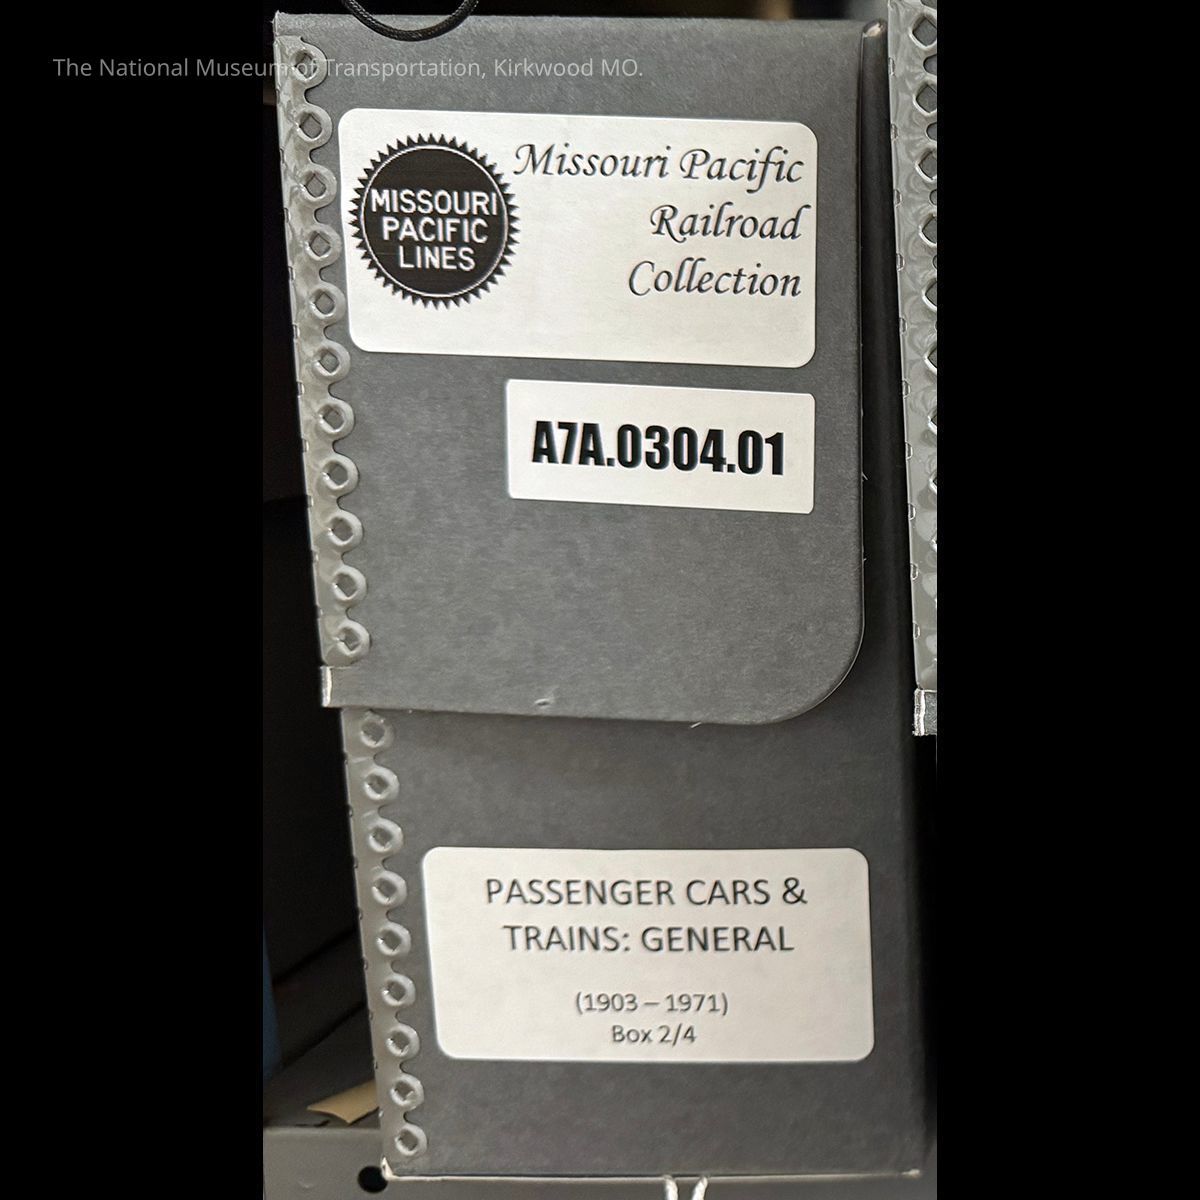 The National Museum of Transportation, Kirkwood MO.
MISSOURI
PACIFIC
LINES
Missouri Pacific
Railroad
Collection
A7A.0304.01
PASSENGER CARS &
TRAINS: GENERAL
(1903 – 1971)
Box 2/4